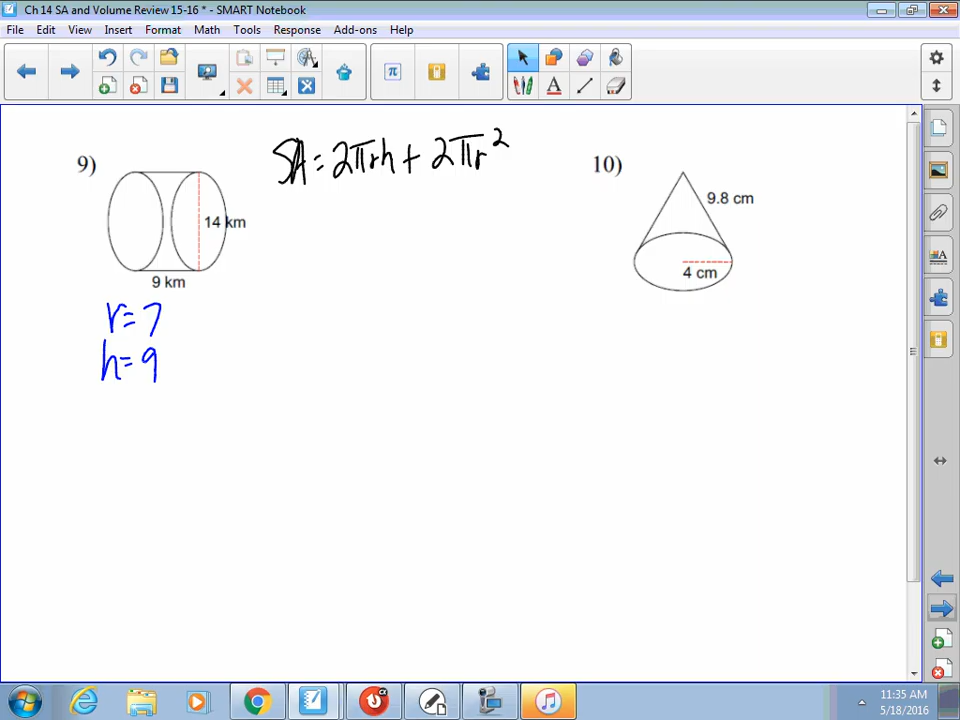 Ch 14 SA and Volume Review 15-16 * - SMART Notebook
File Edit View Insert Format Math Tools Response Add-ons Help
9)
SA = 2πrh + 2πr²
14 km
9 km
r = 7
h = 9
10)
9.8 cm
4 cm
11:35 AM
5/18/2016